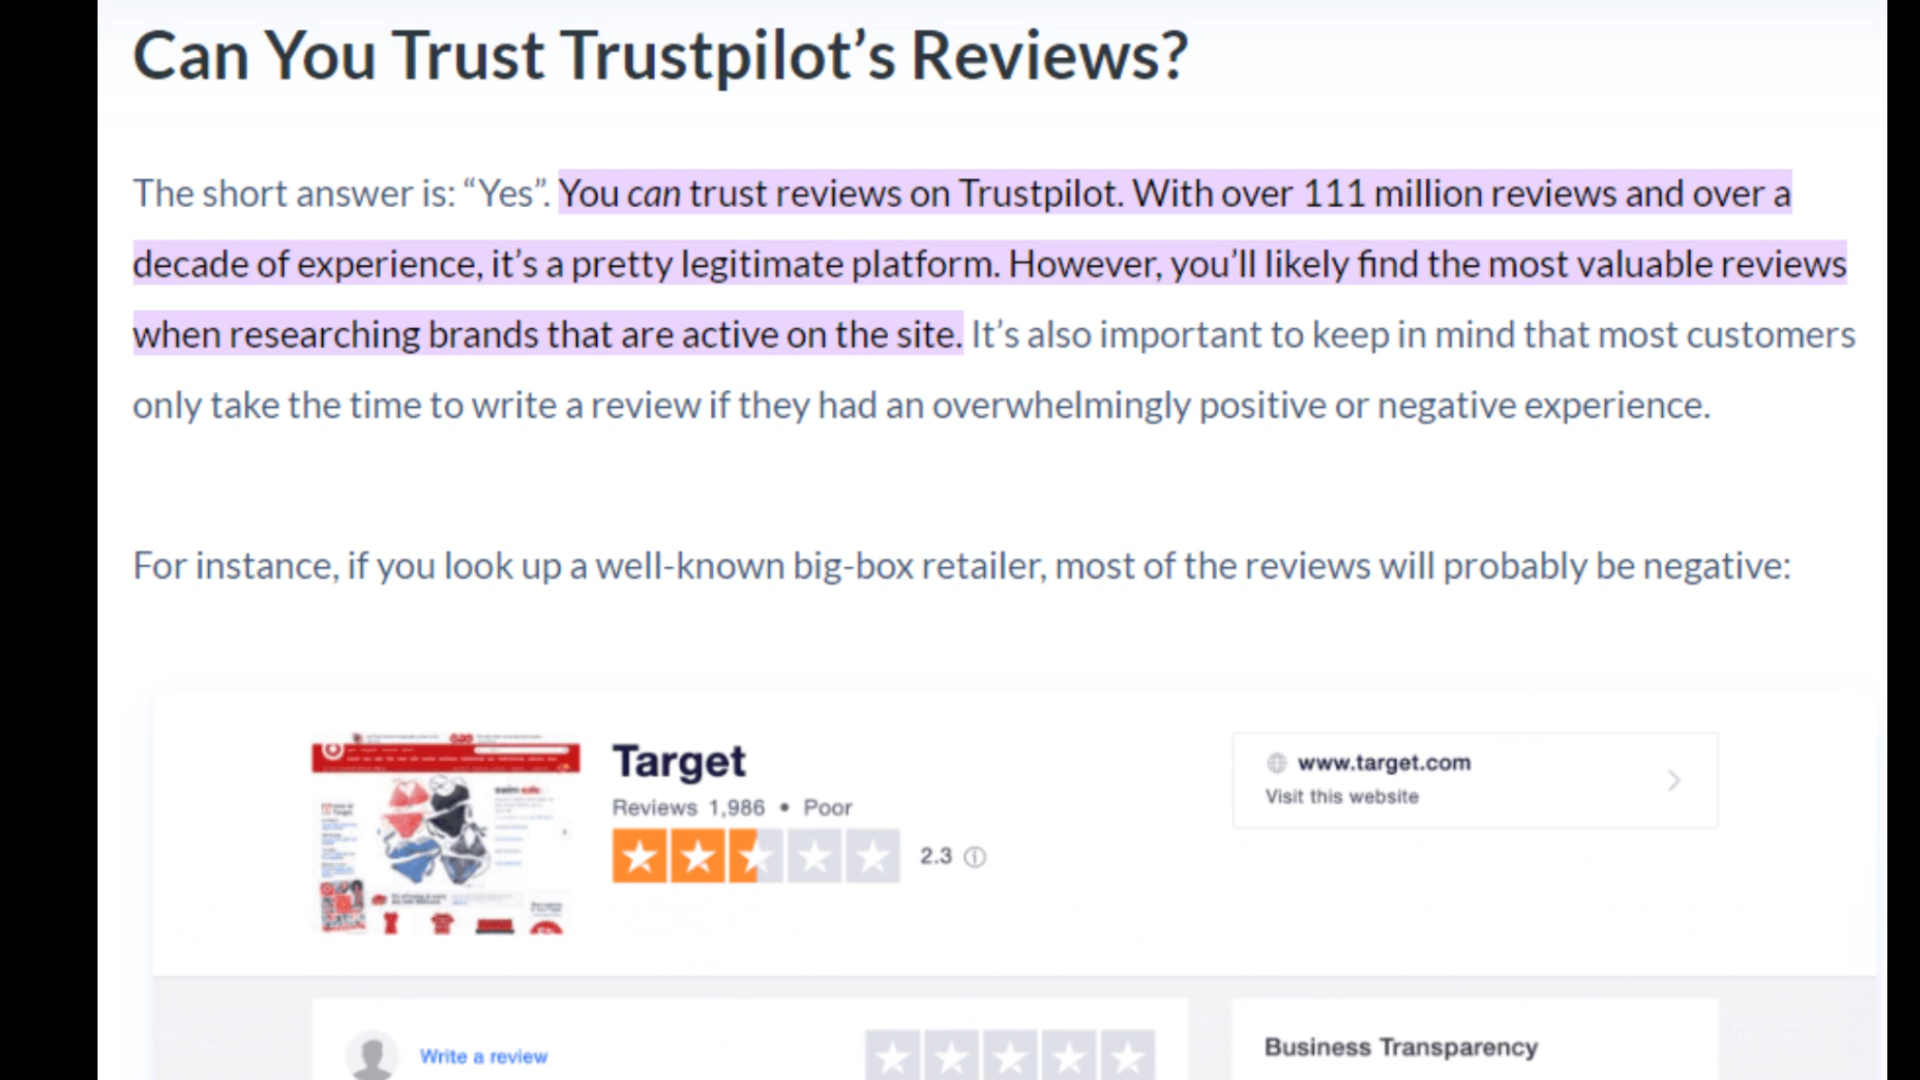 Can You Trust Trustpilot’s Reviews?
The short answer is: “Yes”. You can trust reviews on Trustpilot. With over 111 million reviews and over a
decade of experience, it’s a pretty legitimate platform. However, you’ll likely find the most valuable reviews
when researching brands that are active on the site. It’s also important to keep in mind that most customers
only take the time to write a review if they had an overwhelmingly positive or negative experience.
For instance, if you look up a well-known big-box retailer, most of the reviews will probably be negative:
Target
Reviews 1,986 • Poor
2.3
www.target.com
Visit this website
Write a review
Business Transparency